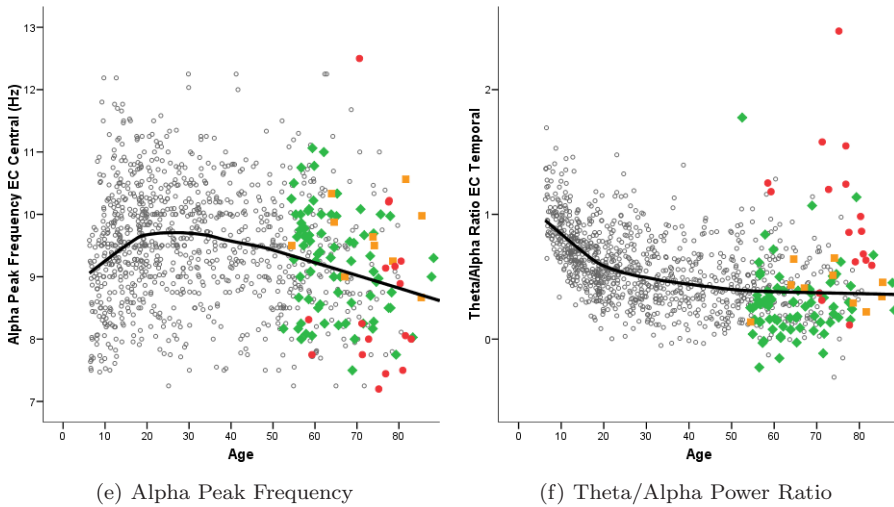 13
12
11
10
9
8
7
Alpha Peak Frequency EC Central (Hz)
0 10 20 30 40 50 60 70 80
Age
(e) Alpha Peak Frequency
2
1
0
Theta/Alpha Ratio EC Temporal
0 10 20 30 40 50 60 70 80
Age
(f) Theta/Alpha Power Ratio